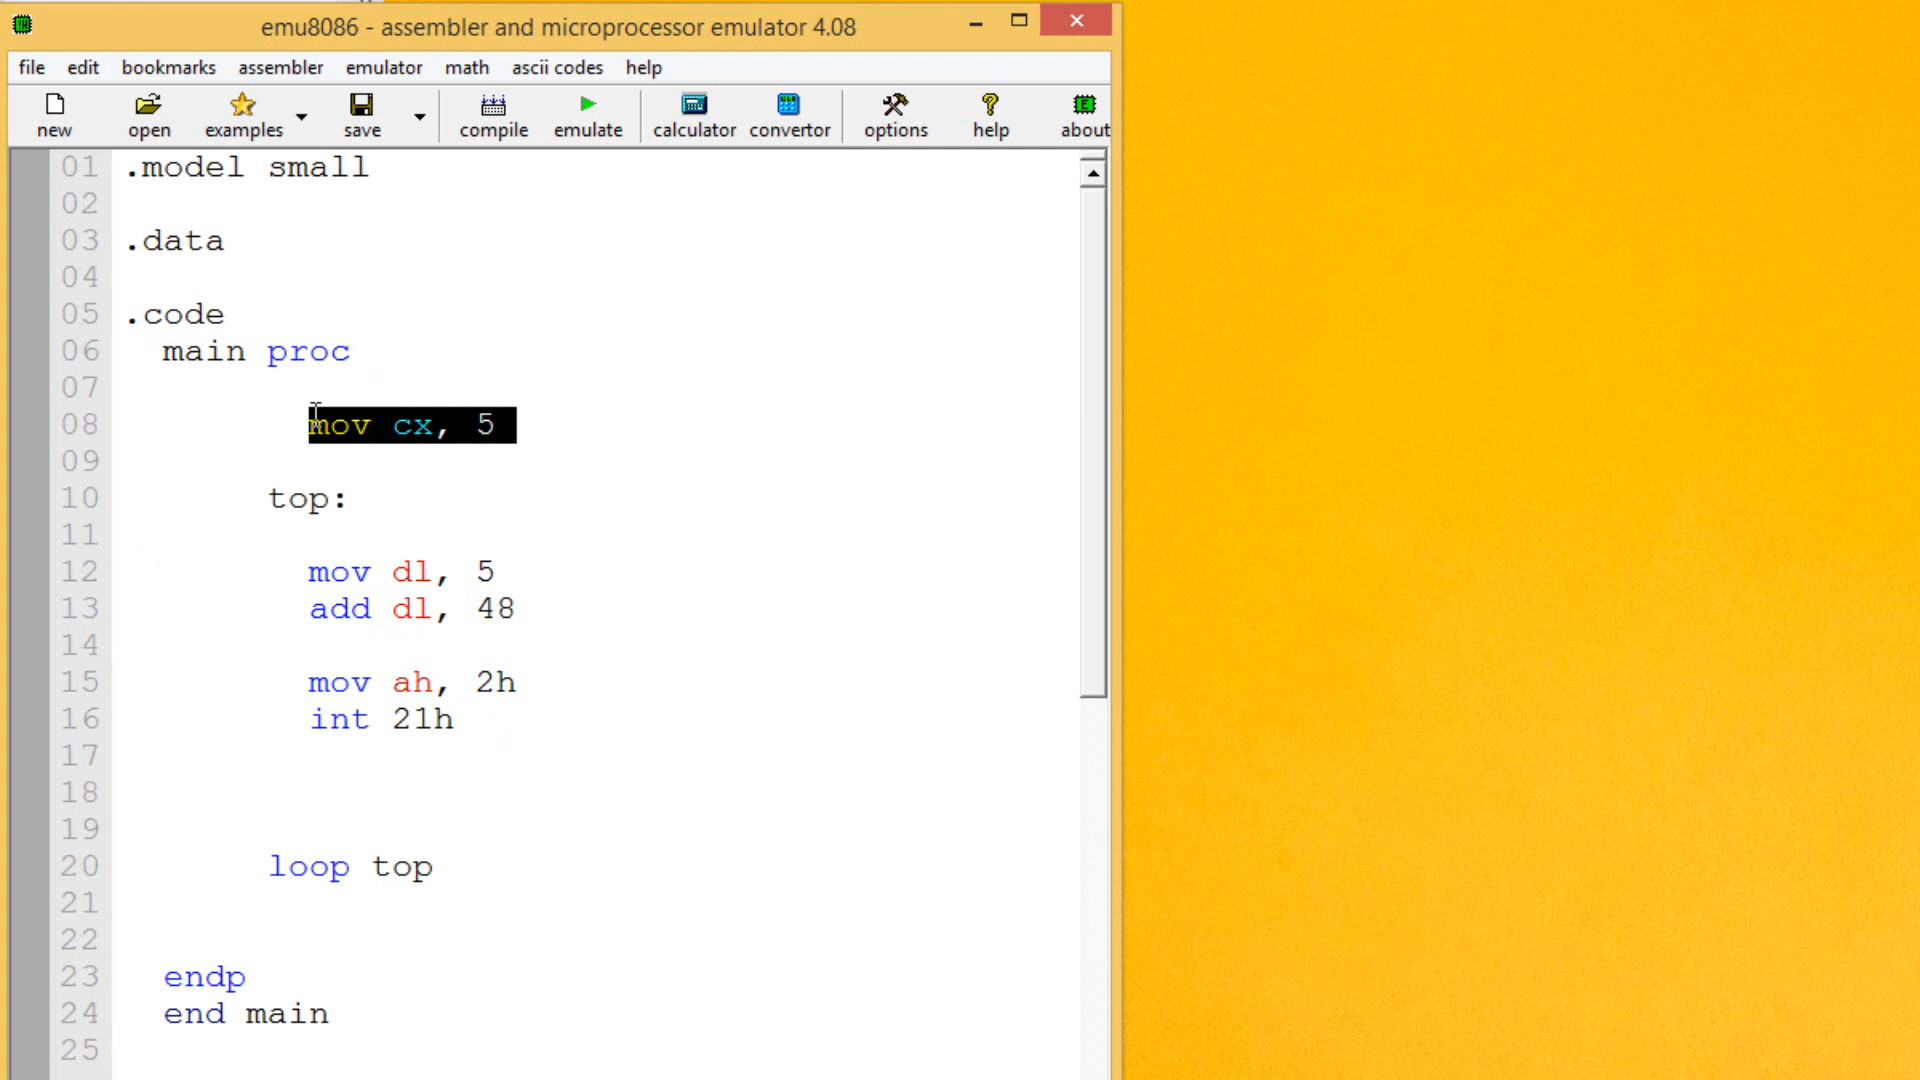 emu8086 - assembler and microprocessor emulator 4.08
file edit bookmarks assembler emulator math ascii codes help
new open examples save compile emulate calculator convertor options help about
01 .model small
02
03 .data
04
05 .code
06 main proc
07
08 mov cx, 5
09
10 top:
11
12 mov dl, 5
13 add dl, 48
14
15 mov ah, 2h
16 int 21h
17
18
19
20 loop top
21
22
23 endp
24 end main
25